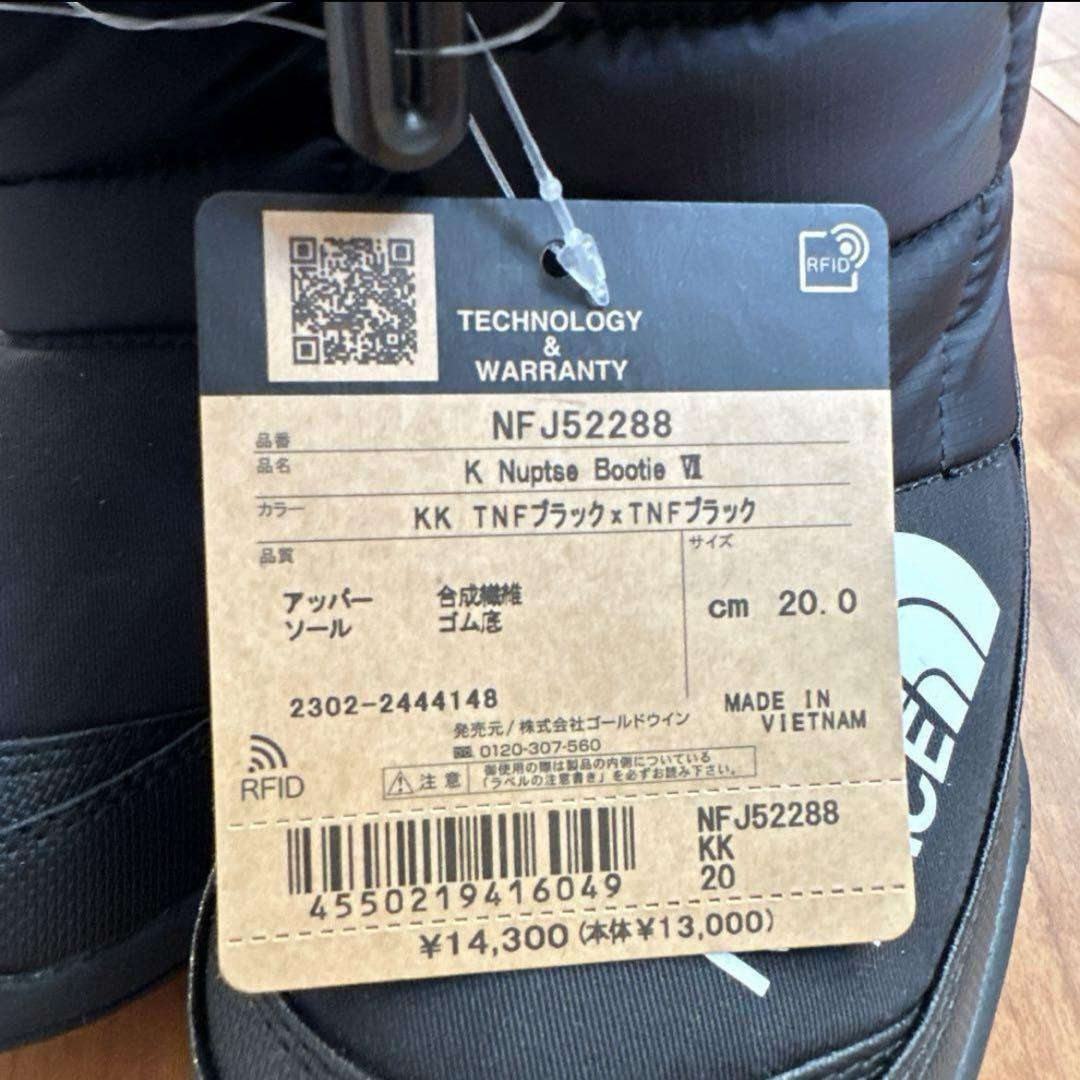 RFID
TECHNOLOGY
&
WARRANTY
品番 NFJ52288
品名 K Nuptse Bootie Ⅶ
カラー KK TNFブラックxTNFブラック
品質
サイズ
アッパー 合成繊維
ソール ゴム底
cm 20.0
2302-2444148
MADE IN
VIETNAM
発売元/株式会社ゴールドウイン
0120-307-560
RFID
注意
御使用の際は製品の内側についている
「ラベルの注意書き」を必ずお読み下さい。
NFJ52288
KK
20
4550219416049
¥14,300(本体¥13,000)